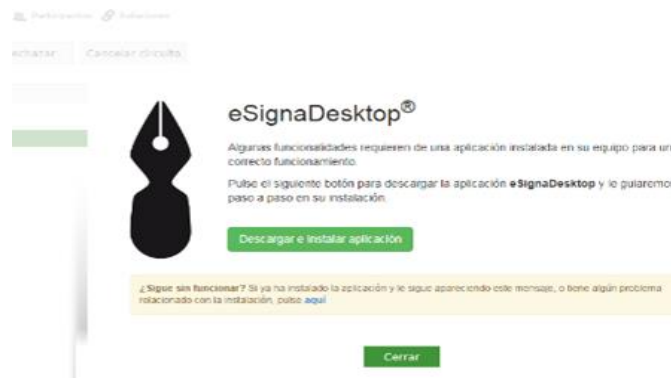 Participantes Relaciones
echazar Cancelar circuito
eSignaDesktop®
Algunas funcionalidades requieren de una aplicación instalada en su equipo para un
correcto funcionamiento.
Pulse el siguiente botón para descargar la aplicación eSignaDesktop y le guiaremo
paso a paso en su instalación.
Descargar e instalar aplicación
¿Sigue sin funcionar? Si ya ha instalado la aplicación y le sigue apareciendo este mensaje, o tiene algún problema
relacionado con la instalación, pulse aquí
Cerrar